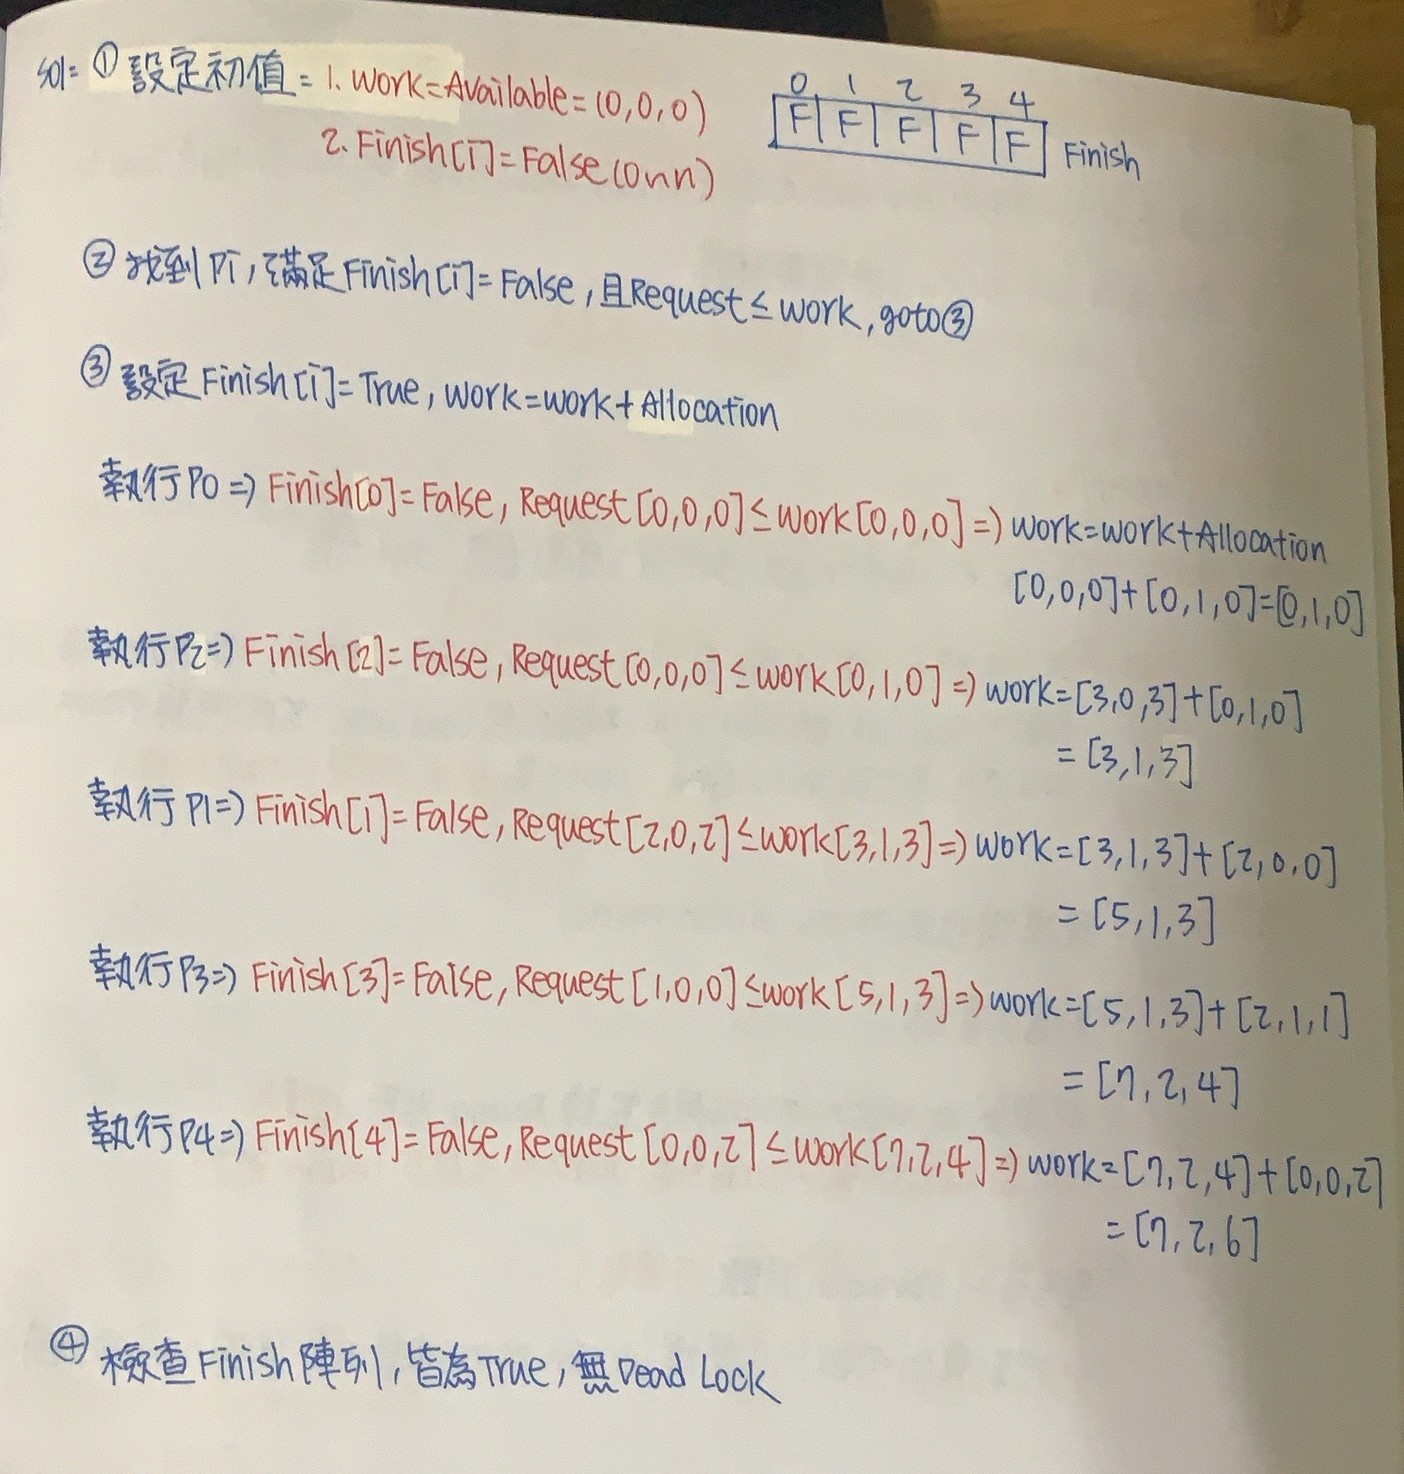 sol= ① 設定初值= 1. Work=Available=(0,0,0)
0 1 2 3 4
F F F F F Finish
2. Finish[i]=False(0~n)
② 找到Pi,滿足Finish[i]=False,且Request≤Work,goto③
③ 設定Finish[i]=True,Work=Work+Allocation
執行P0=) Finish[0]=False,Request[0,0,0]≤Work[0,0,0]=) Work=Work+Allocation
[0,0,0]+[0,1,0]=[0,1,0]
執行P2=) Finish[2]=False,Request[0,0,0]≤Work[0,1,0]=) Work=[3,0,3]+[0,1,0]
=[3,1,3]
執行P1=) Finish[1]=False,Request[2,0,2]≤Work[3,1,3]=) Work=[3,1,3]+[2,0,0]
=[5,1,3]
執行P3=) Finish[3]=False,Request[1,0,0]≤Work[5,1,3]=) Work=[5,1,3]+[2,1,1]
=[7,2,4]
執行P4=) Finish[4]=False,Request[0,0,2]≤Work[7,2,4]=) Work=[7,2,4]+[0,0,2]
=[7,2,6]
④ 檢查Finish陣列,皆為True,無Dead Lock